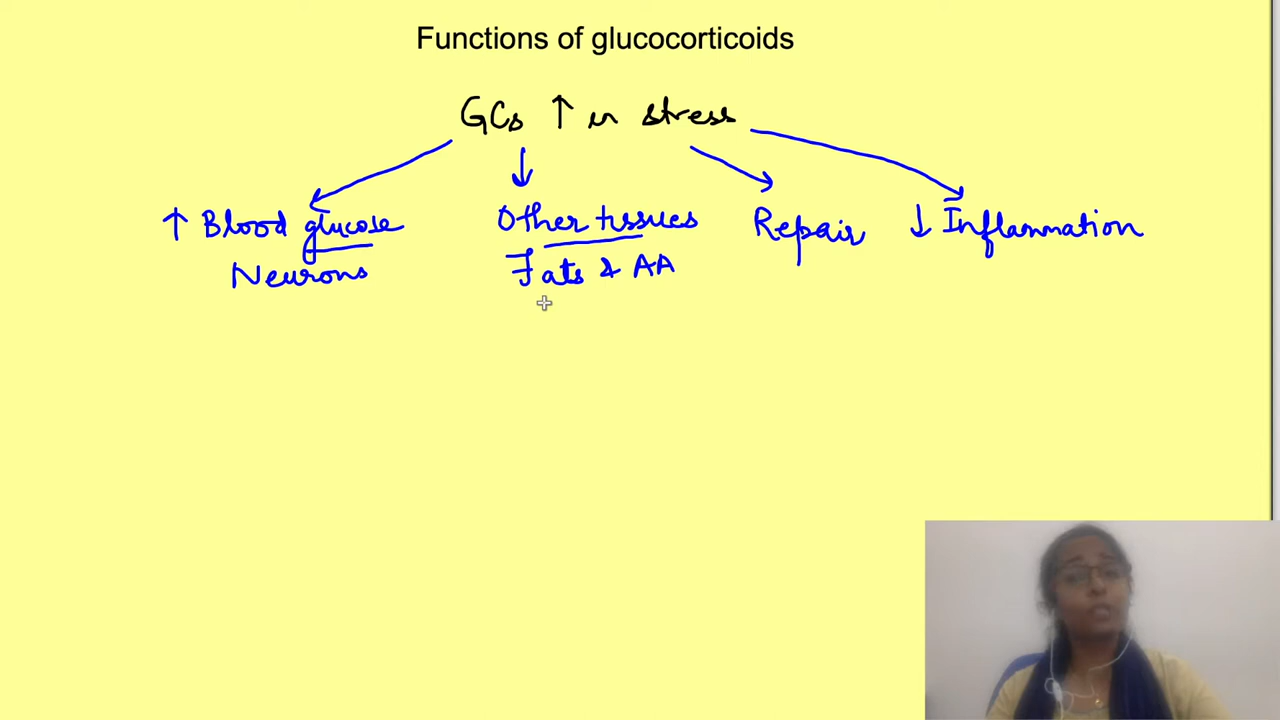 Functions of glucocorticoids
GCs ↑ in stress
↑ Blood glucose
Neurons
Other tissues
Fats & AA
Repair
↓ Inflammation